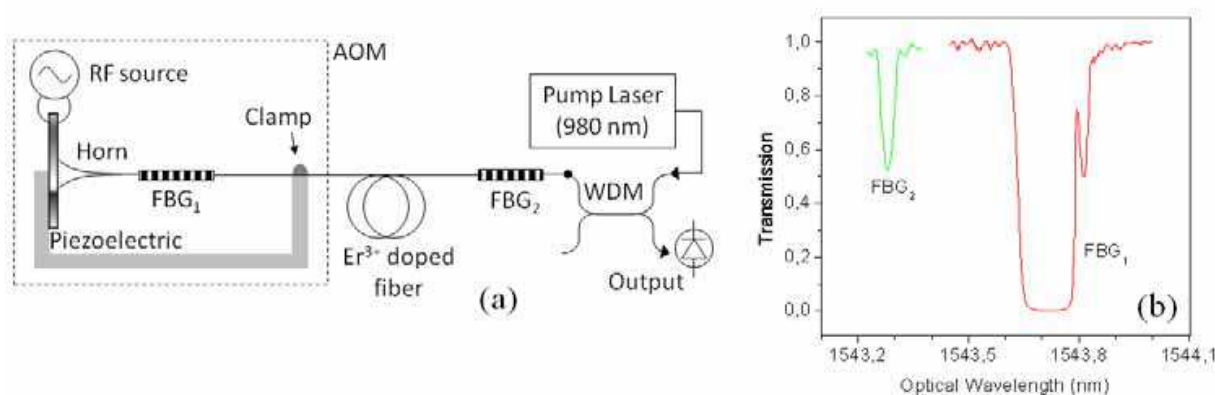 AOM
RF source
Horn
Clamp
FBG₁
Piezoelectric
Er³⁺ doped
fiber
FBG₂
Pump Laser
(980 nm)
WDM
Output
(a)
Transmission
1,0
0,8
0,6
0,4
0,2
0,0
FBG₂
FBG₁
(b)
1543,2
1543,5
1543,8
1544,1
Optical Wavelength (nm)